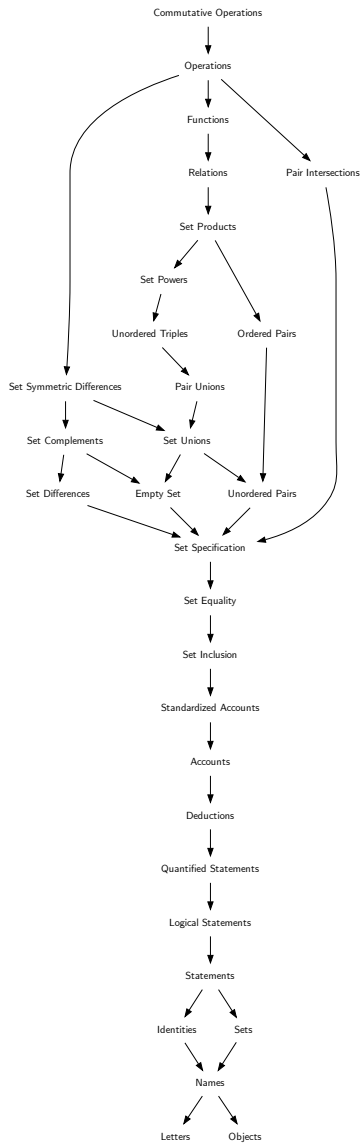 Commutative Operations
Operations
Functions
Relations
Pair Intersections
Set Products
Set Powers
Unordered Triples
Ordered Pairs
Set Symmetric Differences
Pair Unions
Set Complements
Set Unions
Set Differences
Empty Set
Unordered Pairs
Set Specification
Set Equality
Set Inclusion
Standardized Accounts
Accounts
Deductions
Quantified Statements
Logical Statements
Statements
Identities
Sets
Names
Letters
Objects